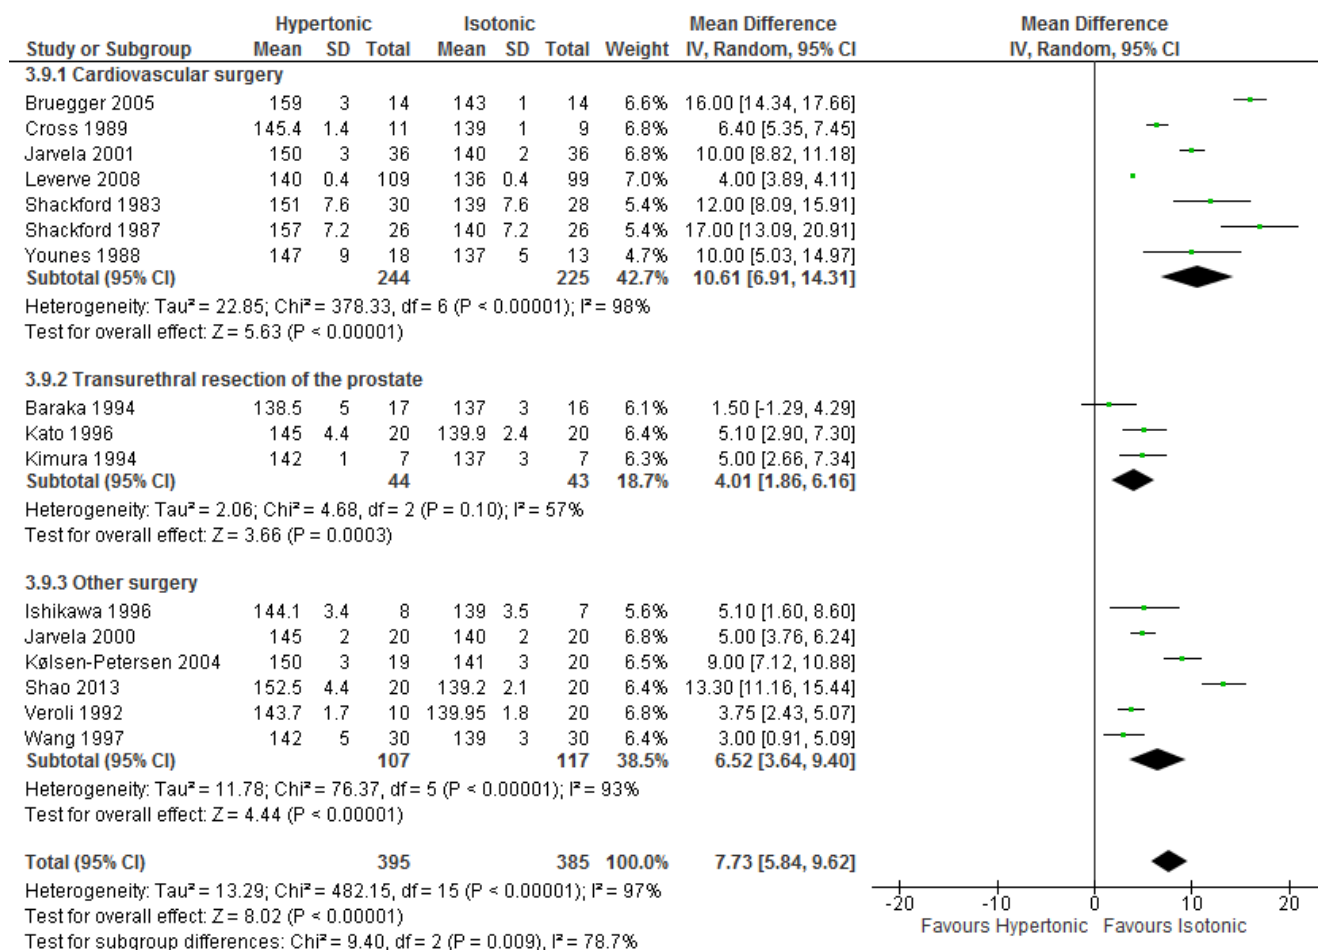 Hypertonic Isotonic Mean Difference Mean Difference
Study or Subgroup Mean SD Total Mean SD Total Weight IV, Random, 95% CI IV, Random, 95% CI
3.9.1 Cardiovascular surgery
Bruegger 2005 159 3 14 143 1 14 6.6% 16.00 [14.34, 17.66]
Cross 1989 145.4 1.4 11 139 1 9 6.8% 6.40 [5.35, 7.45]
Jarvela 2001 150 3 36 140 2 36 6.8% 10.00 [8.82, 11.18]
Leverve 2008 140 0.4 109 136 0.4 99 7.0% 4.00 [3.89, 4.11]
Shackford 1983 151 7.6 30 139 7.6 28 5.4% 12.00 [8.09, 15.91]
Shackford 1987 157 7.2 26 140 7.2 26 5.4% 17.00 [13.09, 20.91]
Younes 1988 147 9 18 137 5 13 4.7% 10.00 [5.03, 14.97]
Subtotal (95% CI) 244 225 42.7% 10.61 [6.91, 14.31]
Heterogeneity: Tau² = 22.85; Chi² = 378.33, df = 6 (P < 0.00001); I² = 98%
Test for overall effect: Z = 5.63 (P < 0.00001)
3.9.2 Transurethral resection of the prostate
Baraka 1994 138.5 5 17 137 3 16 6.1% 1.50 [-1.29, 4.29]
Kato 1996 145 4.4 20 139.9 2.4 20 6.4% 5.10 [2.90, 7.30]
Kimura 1994 142 1 7 137 3 7 6.3% 5.00 [2.66, 7.34]
Subtotal (95% CI) 44 43 18.7% 4.01 [1.86, 6.16]
Heterogeneity: Tau² = 2.06; Chi² = 4.68, df = 2 (P = 0.10); I² = 57%
Test for overall effect: Z = 3.66 (P = 0.0003)
3.9.3 Other surgery
Ishikawa 1996 144.1 3.4 8 139 3.5 7 5.6% 5.10 [1.60, 8.60]
Jarvela 2000 145 2 20 140 2 20 6.8% 5.00 [3.76, 6.24]
Kølsen-Petersen 2004 150 3 19 141 3 20 6.5% 9.00 [7.12, 10.88]
Shao 2013 152.5 4.4 20 139.2 2.1 20 6.4% 13.30 [11.16, 15.44]
Veroli 1992 143.7 1.7 10 139.95 1.8 20 6.8% 3.75 [2.43, 5.07]
Wang 1997 142 5 30 139 3 30 6.4% 3.00 [0.91, 5.09]
Subtotal (95% CI) 107 117 38.5% 6.52 [3.64, 9.40]
Heterogeneity: Tau² = 11.78; Chi² = 76.37, df = 5 (P < 0.00001); I² = 93%
Test for overall effect: Z = 4.44 (P < 0.00001)
Total (95% CI) 395 385 100.0% 7.73 [5.84, 9.62]
Heterogeneity: Tau² = 13.29; Chi² = 482.15, df = 15 (P < 0.00001); I² = 97%
Test for overall effect: Z = 8.02 (P < 0.00001)
Test for subgroup differences: Chi² = 9.40, df = 2 (P = 0.009), I² = 78.7%
-20 -10 0 10 20
Favours Hypertonic Favours Isotonic